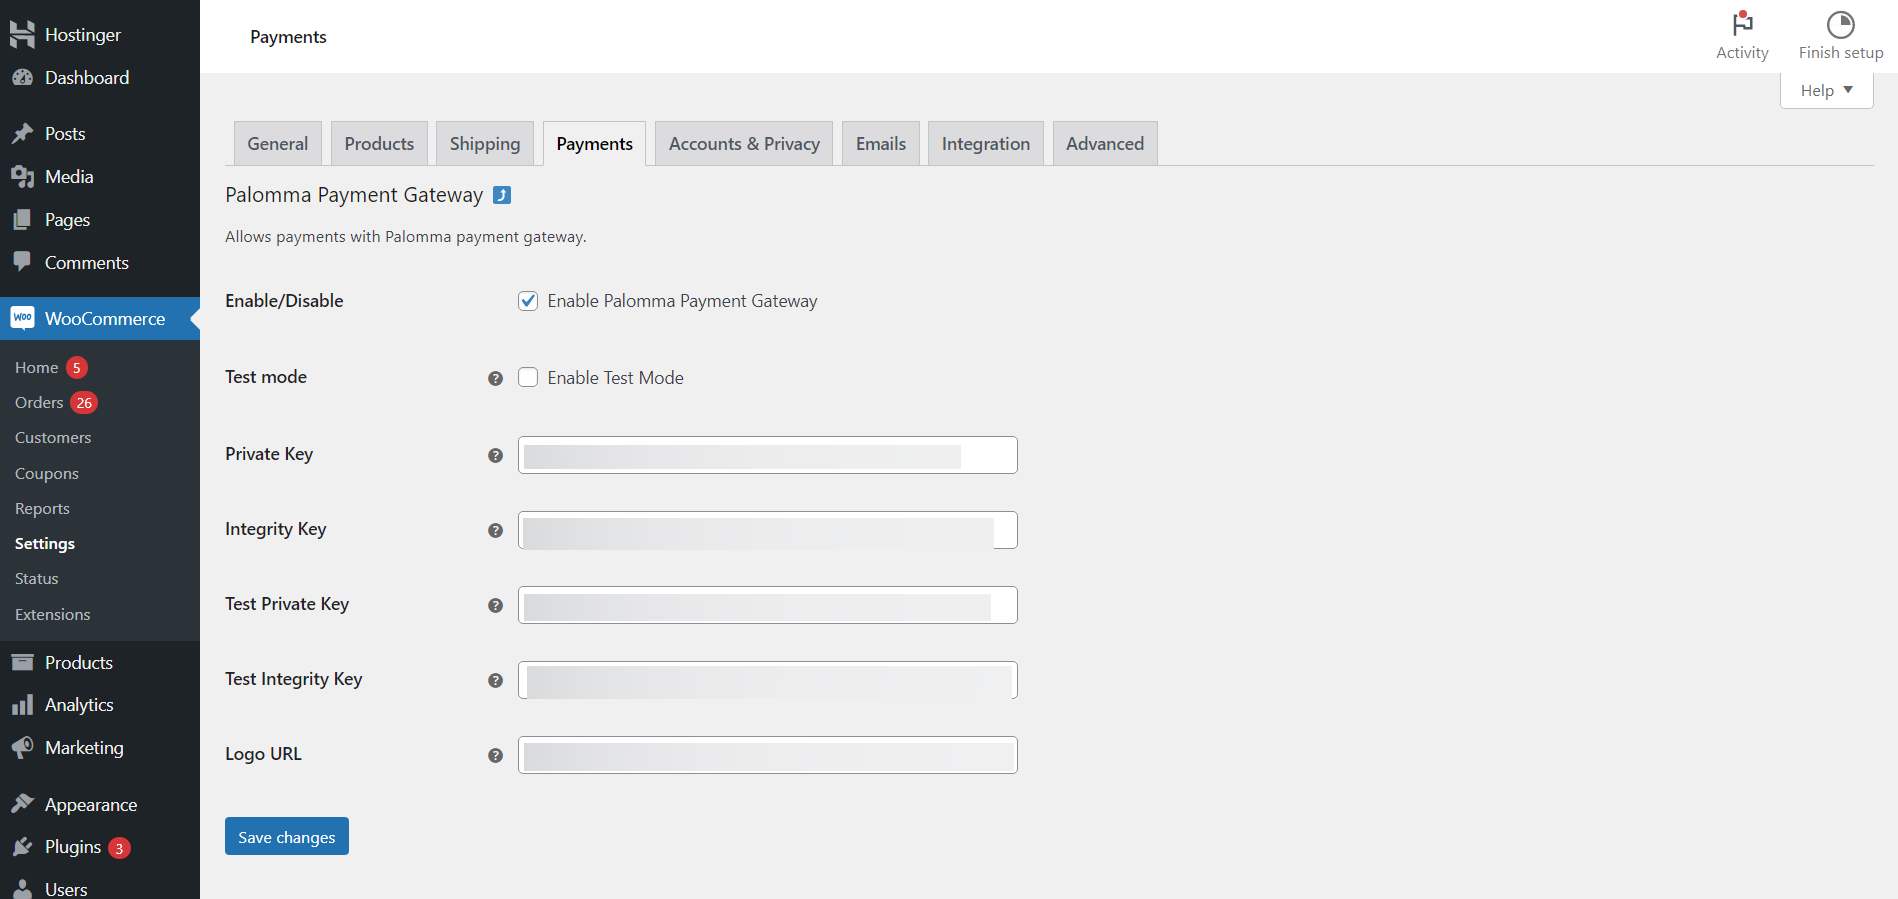 Hostinger
Dashboard
Posts
Media
Pages
Comments
Woo WooCommerce
Home 5
Orders 26
Customers
Coupons
Reports
Settings
Status
Extensions
Products
Analytics
Marketing
Appearance
Plugins 3
Users
Payments
Activity
Finish setup
Help
General Products Shipping Payments Accounts & Privacy Emails Integration Advanced
Palomma Payment Gateway
Allows payments with Palomma payment gateway.
Enable/Disable Enable Palomma Payment Gateway
Test mode ? Enable Test Mode
Private Key ?
Integrity Key ?
Test Private Key ?
Test Integrity Key ?
Logo URL ?
Save changes